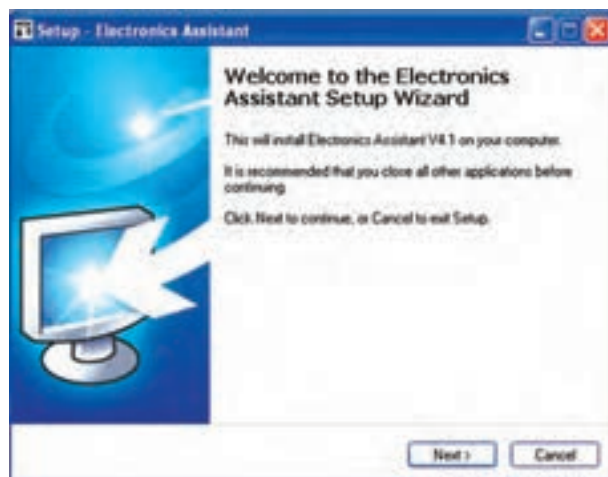 Setup - Electronics Assistant
Welcome to the Electronics
Assistant Setup Wizard
This will install Electronics Assistant V4.1 on your computer.
It is recommended that you close all other applications before
continuing.
Click Next to continue, or Cancel to exit Setup.
Next >
Cancel